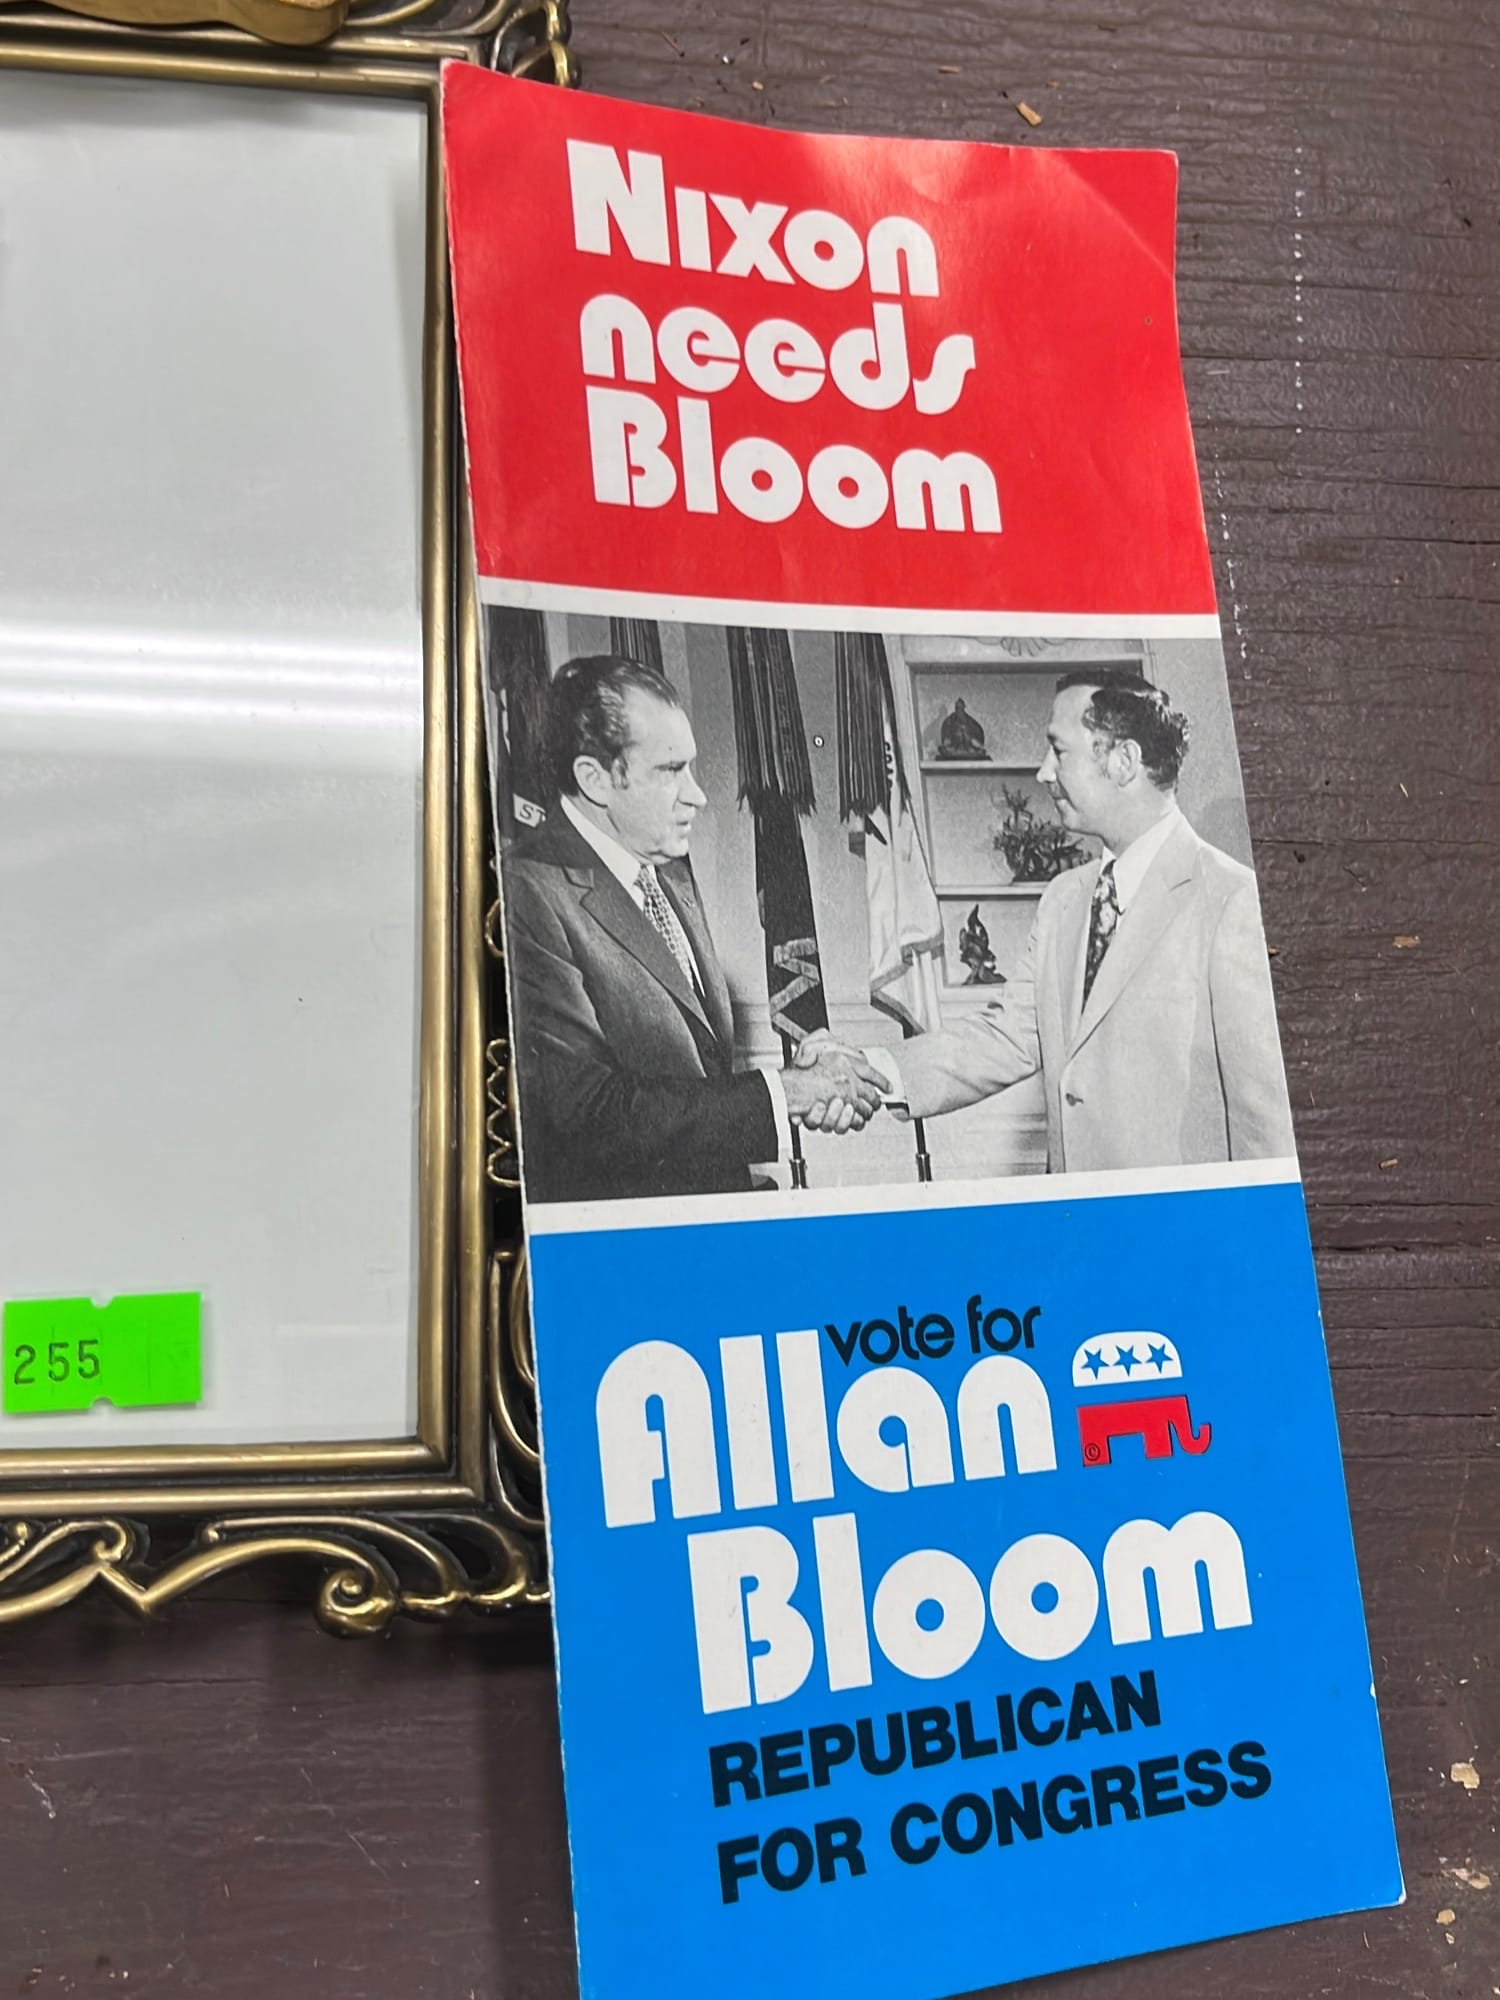 Nixon
needs
Bloom
vote for
Allan
Bloom
REPUBLICAN
FOR CONGRESS
©
255